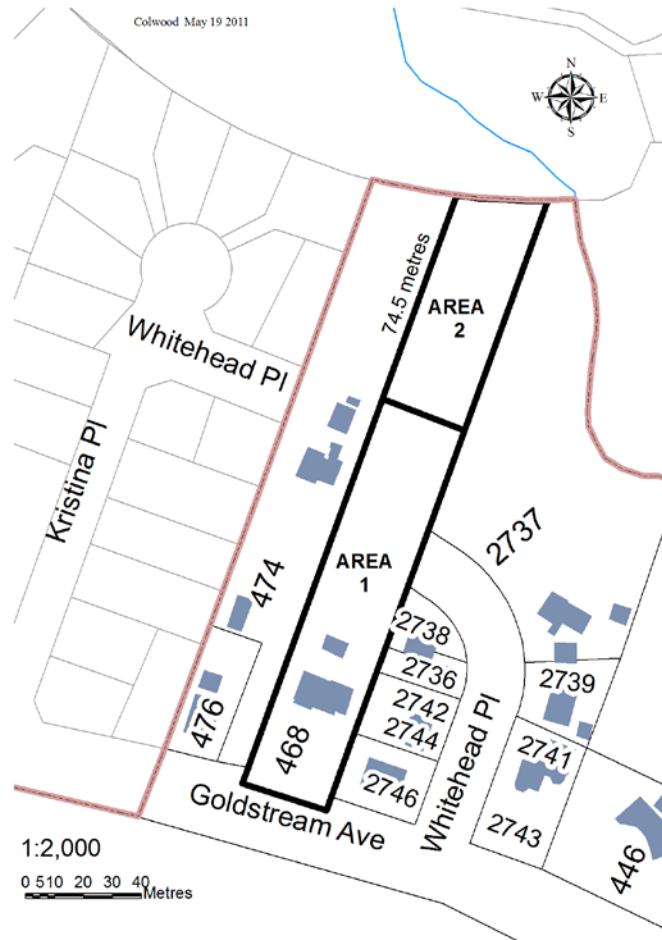 Colwood May 19 2011
N
W E
S
74.5 metres
AREA
2
Whitehead Pl
Kristina Pl
2737
AREA
1
474
2738
2736
2739
2742
2744
476
468
2741
2746
Whitehead Pl
2743
Goldstream Ave
446
1:2,000
0 510 20 30 40
Metres